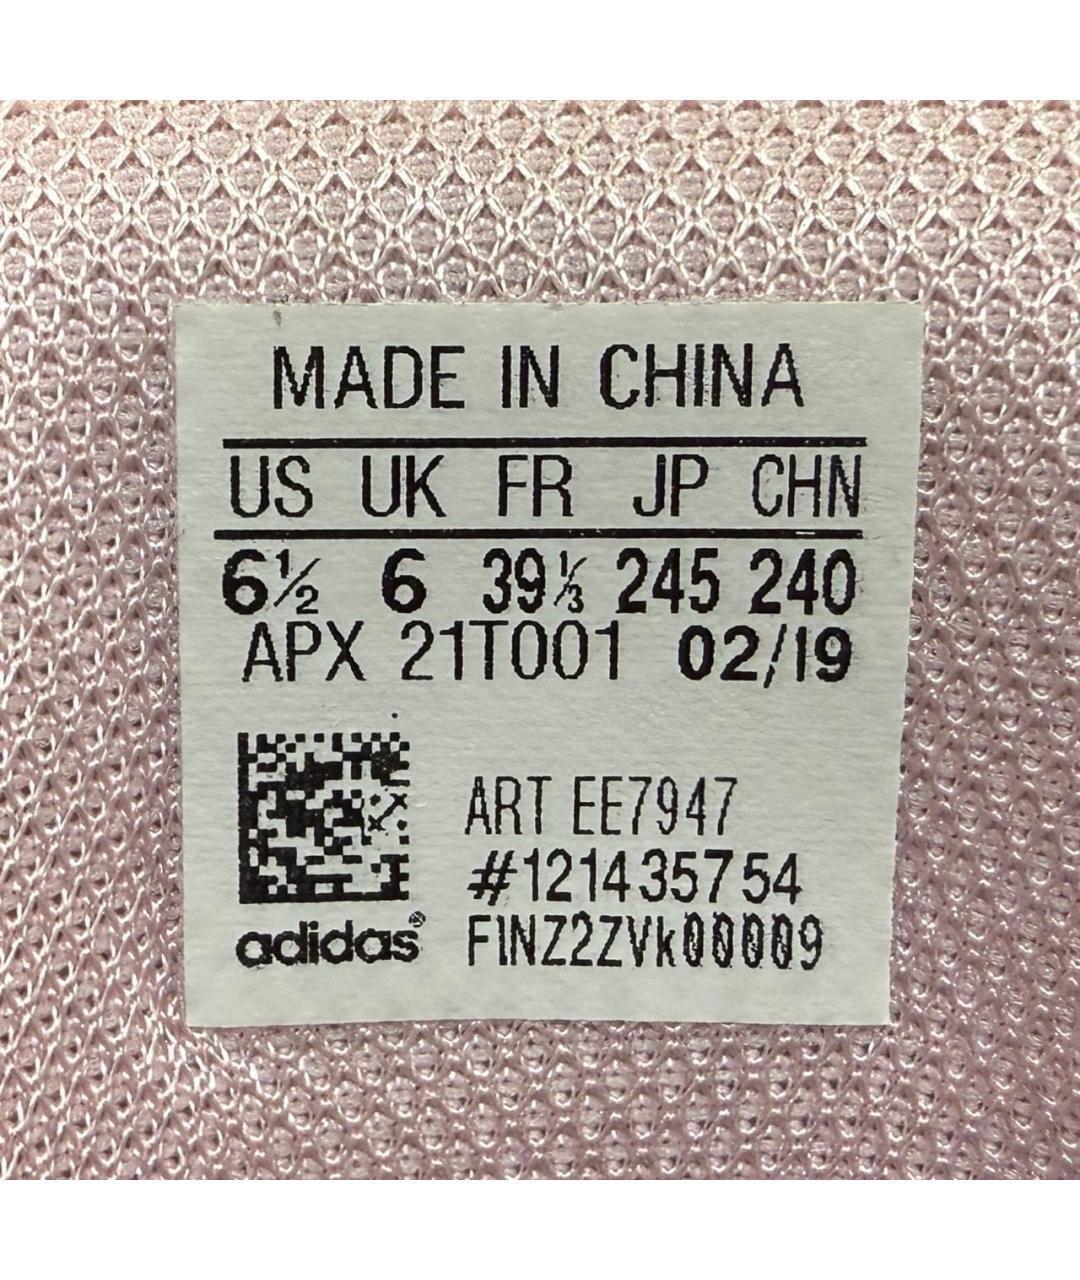 MADE IN CHINA
US UK FR JP CHN
6½ 6 39⅓ 245 240
APX 21T001 02/19
ART EE7947
#121435754
adidas® F1NZ2ZVk00009